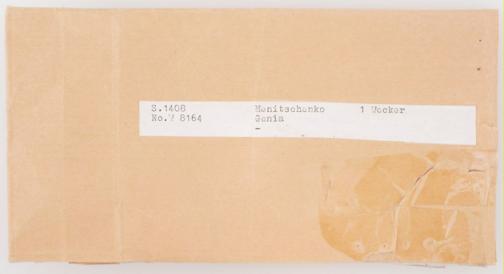 S.1408 Menitschenko 1 Wecker
No.W 8164 Genia
-